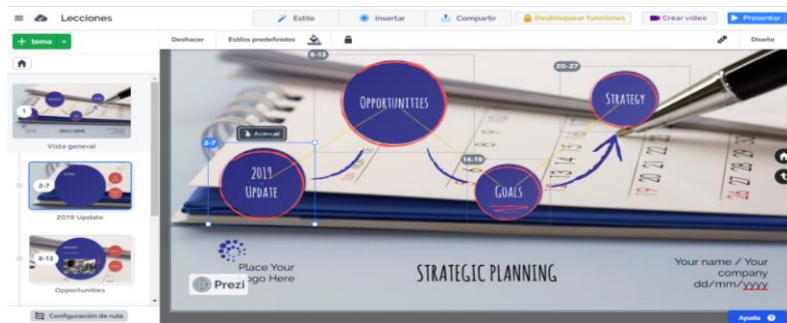 Lecciones
Estilo
Insertar
Compartir
Desbloquear funciones
Crear vídeo
Presentar
+ tema
Deshacer
Estilos predefinidos
Diseño
1
Vista general
2-7
2019 Update
8-13
Opportunities
Configuración de ruta
8-13
OPPORTUNITIES
20-27
STRATEGY
Acercar
2-7
2019
UPDATE
14-19
GOALS
Place Your
Logo Here
Prezi
STRATEGIC PLANNING
Your name / Your
company
dd/mm/yyyy
Ayuda